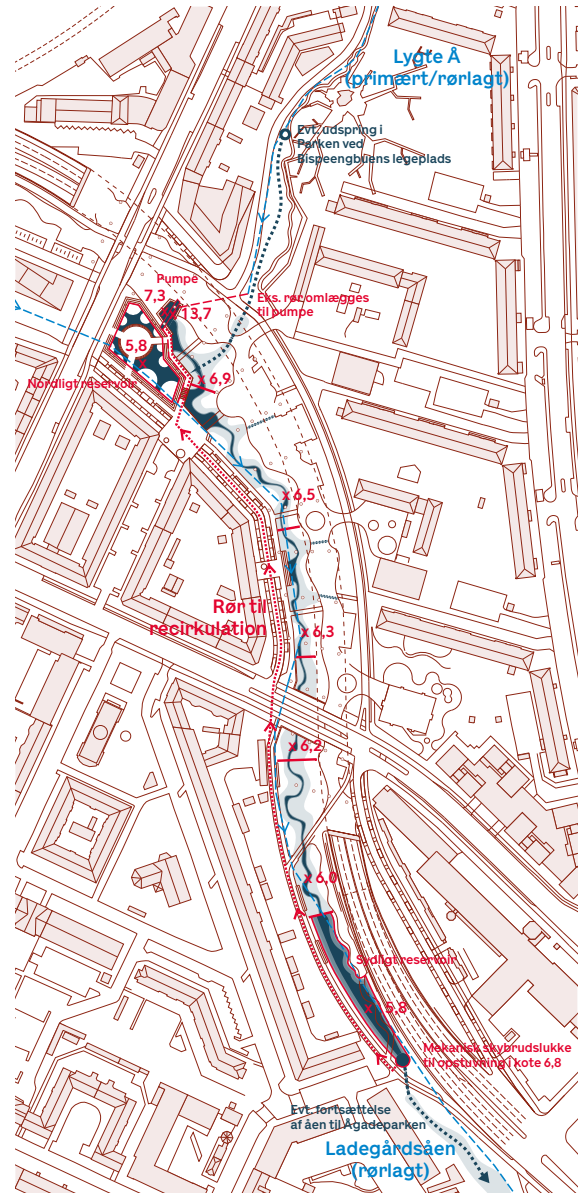 Lygte Å
(primært/rørlagt)
Evt. udspring i
Parken ved
Bispeengbuens legeplads
Pumpe
7,3
13,7
Eks. rør omlægges
til pumpe
5,8
Nordligt reservoir
x 6,9
x 6,5
Rør til
recirkulation
x 6,3
x 6,2
x 6,0
Sydligt reservoir
x 5,8
Mekanisk skybrudslukke
til opstuvning i kote 6,8
Evt. fortsættelse
af åen til Ågadeparken
Ladegårdsåen
(rørlagt)